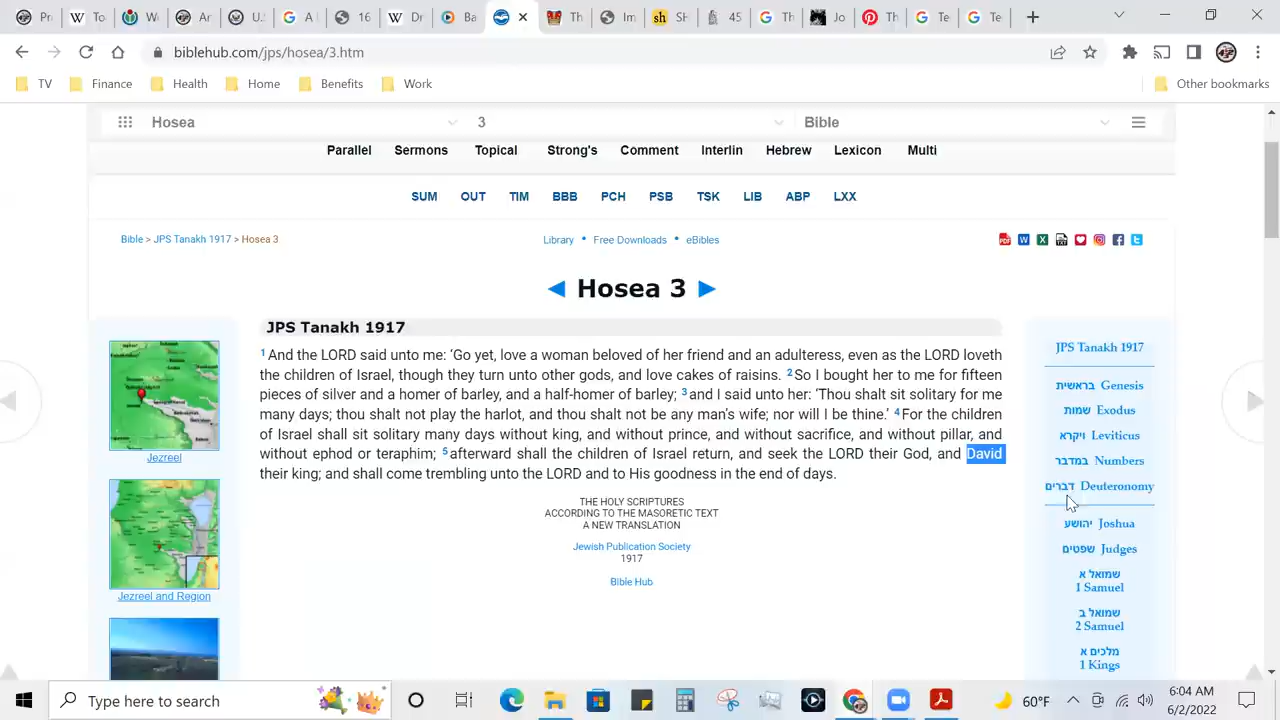 Pri
St
W
Dr
Ba
Hi
St
sh
45
Th
TI
TI
biblehub.com/jps/hosea/3.htm
TV Finance Health Home Benefits Work Other bookmarks
Hosea 3 Bible
Parallel Sermons Topical Strong's Comment Interlin Hebrew Lexicon Multi
SUM OUT TIM BBB PCH PSB TSK LIB ABP LXX
Bible > JPS Tanakh 1917 > Hosea 3
Library • Free Downloads • eBibles
◄ Hosea 3 ►
JPS Tanakh 1917
1 And the LORD said unto me: 'Go yet, love a woman beloved of her friend and an adulteress, even as the LORD loveth
the children of Israel, though they turn unto other gods, and love cakes of raisins. 2 So I bought her to me for fifteen
pieces of silver and a homer of barley, and a half-homer of barley; 3 and I said unto her: 'Thou shalt sit solitary for me
many days; thou shalt not play the harlot, and thou shalt not be any man's wife; nor will I be thine.' 4 For the children
of Israel shall sit solitary many days without king, and without prince, and without sacrifice, and without pillar, and
without ephod or teraphim; 5 afterward shall the children of Israel return, and seek the LORD their God, and David
their king; and shall come trembling unto the LORD and to His goodness in the end of days.
THE HOLY SCRIPTURES
ACCORDING TO THE MASORETIC TEXT
A NEW TRANSLATION
Jewish Publication Society
1917
Bible Hub
Jezreel
Jezreel and Region
JPS Tanakh 1917
בראשית Genesis
שמות Exodus
ויקרא Leviticus
במדבר Numbers
דברים Deuteronomy
יהושע Joshua
שפטים Judges
שמואל א
1 Samuel
שמואל ב
2 Samuel
מלכים א
1 Kings
Type here to search
60°F
6:04 AM
6/2/2022